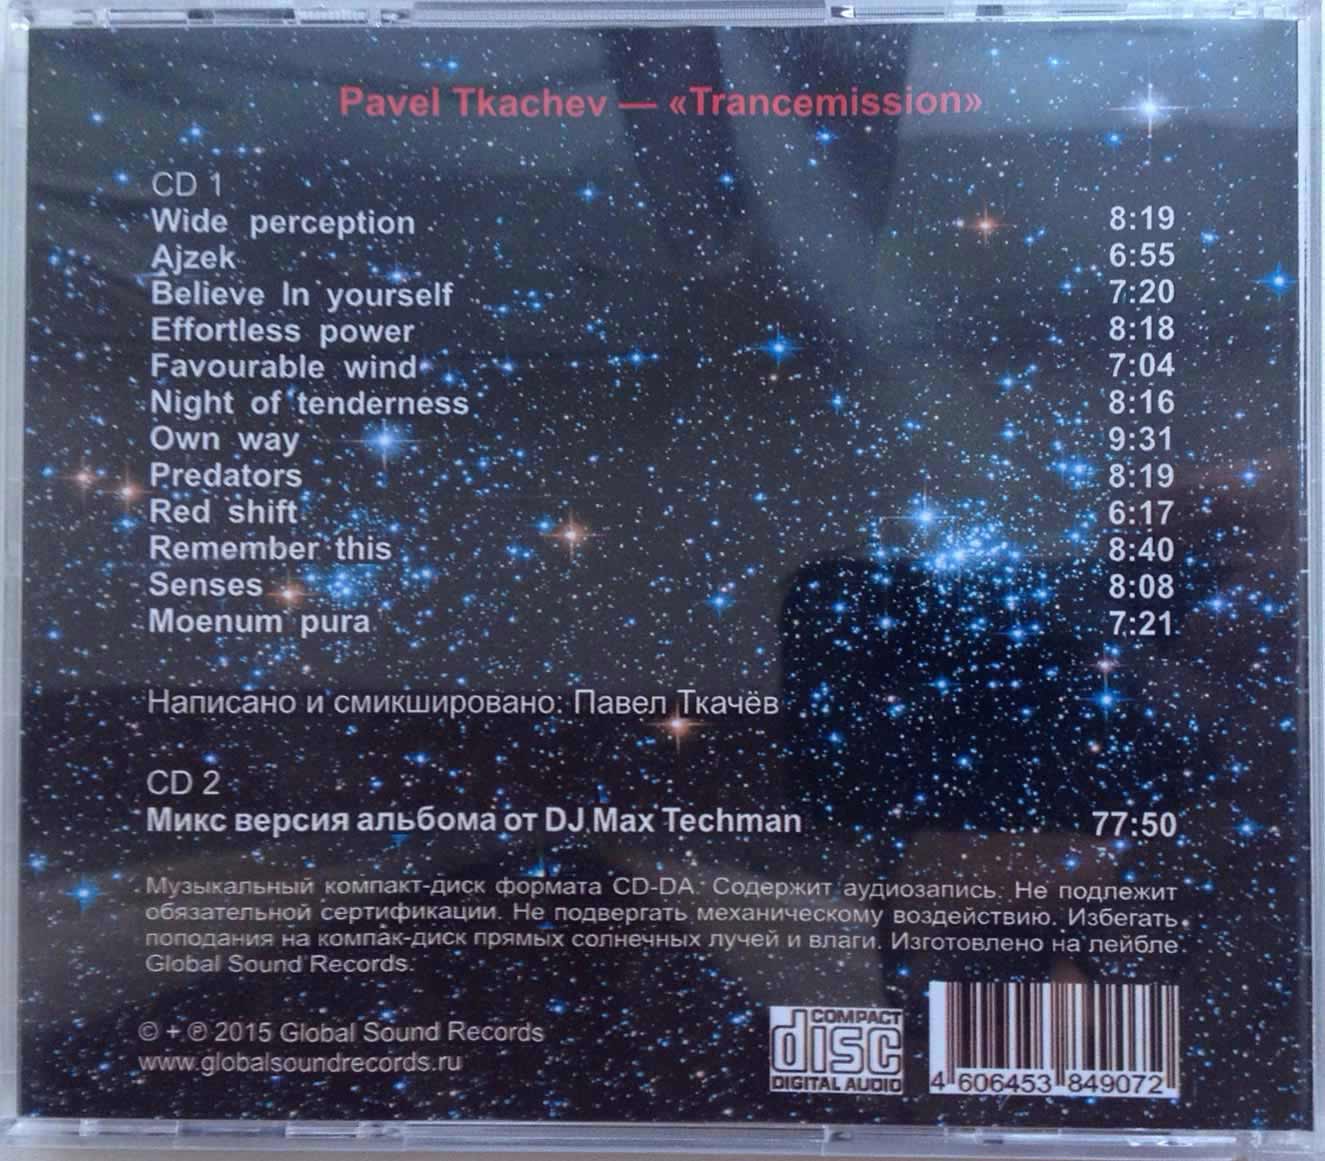 Pavel Tkachev — «Trancemission»
CD 1
Wide perception 8:19
Ajzek 6:55
Believe In yourself 7:20
Effortless power 8:18
Favourable wind 7:04
Night of tenderness 8:16
Own way 9:31
Predators 8:19
Red shift 6:17
Remember this 8:40
Senses 8:08
Moenum pura 7:21
Написано и смикшировано: Павел Ткачёв
CD 2
Микс версия альбома от DJ Max Techman 77:50
Музыкальный компакт-диск формата CD-DA. Содержит аудиозапись. Не подлежит
обязательной сертификации. Не подвергать механическому воздействию. Избегать
поподания на компак-диск прямых солнечных лучей и влаги. Изготовлено на лейбле
Global Sound Records.
© + ℗ 2015 Global Sound Records
www.globalsoundrecords.ru
COMPACT
disc
DIGITAL AUDIO
4 606453 849072